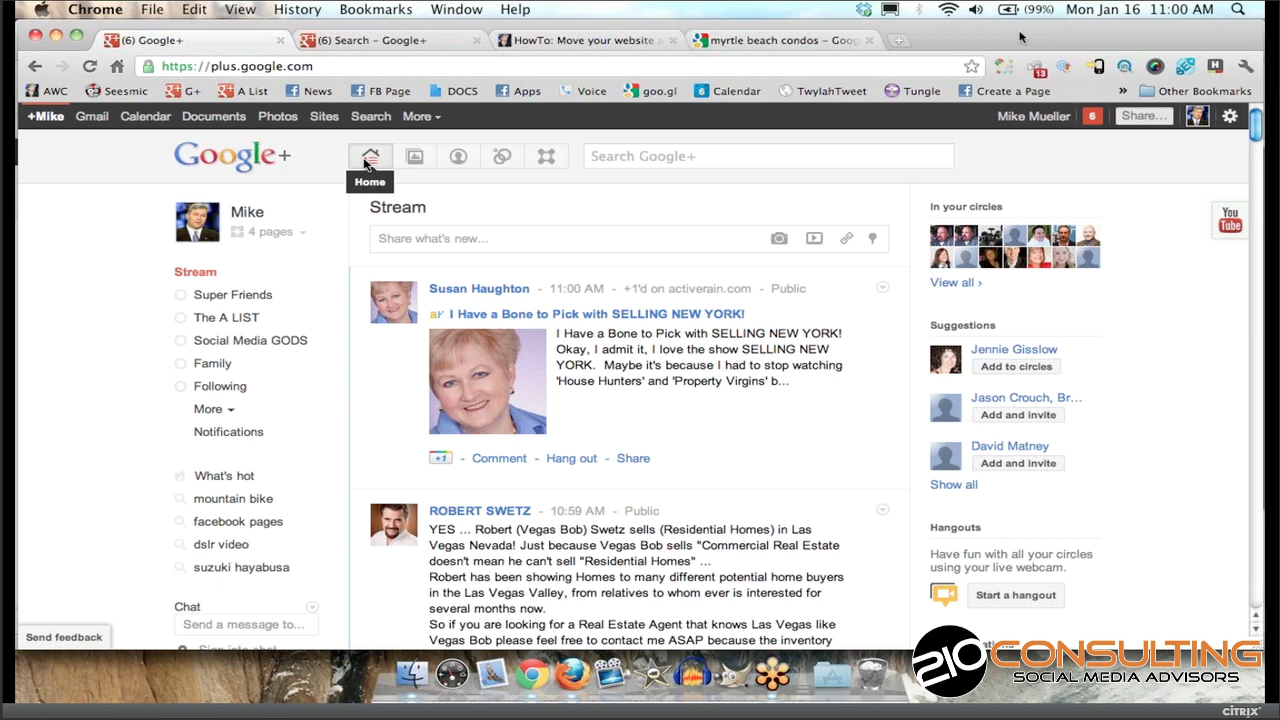 Chrome File Edit View History Bookmarks Window Help (99%) Mon Jan 16 11:00 AM
(6) Google+ (6) Search - Google+ HowTo: Move your website a myrtle beach condos - Goog
https://plus.google.com 13
AWC Seesmic G+ A List News FB Page DOCS Apps Voice goo.gl 6 Calendar TwylahTweet Tungle Create a Page » Other Bookmarks
+Mike Gmail Calendar Documents Photos Sites Search More Mike Mueller 6 Share...
Google+ Search Google+
Home
Mike
4 pages
Stream
Share what's new...
In your circles
View all ›
You
Tube
Stream
Super Friends
The A LIST
Social Media GODS
Family
Following
More
Notifications
What's hot
mountain bike
facebook pages
dslr video
suzuki hayabusa
Chat
Send a message to...
Send feedback
Susan Haughton - 11:00 AM - +1'd on activerain.com - Public
ar I Have a Bone to Pick with SELLING NEW YORK!
I Have a Bone to Pick with SELLING NEW YORK!
Okay, I admit it, I love the show SELLING NEW
YORK. Maybe it's because I had to stop watching
'House Hunters' and 'Property Virgins' b...
+1 - Comment - Hang out - Share
ROBERT SWETZ - 10:59 AM - Public
YES ... Robert (Vegas Bob) Swetz sells (Residential Homes) in Las
Vegas Nevada! Just because Vegas Bob sells "Commercial Real Estate
doesn't mean he can't sell "Residential Homes" ...
Robert has been showing Homes to many different potential home buyers
in the Las Vegas Valley, from relatives to whom ever is interested for
several months now.
So if you are looking for a Real Estate Agent that knows Las Vegas like
Vegas Bob please feel free to contact me ASAP because the inventory
Suggestions
Jennie Gisslow
Add to circles
Jason Crouch, Br...
Add and invite
David Matney
Add and invite
Show all
Hangouts
Have fun with all your circles
using your live webcam.
Start a hangout
210 CONSULTING
SOCIAL MEDIA ADVISORS
CITRIX